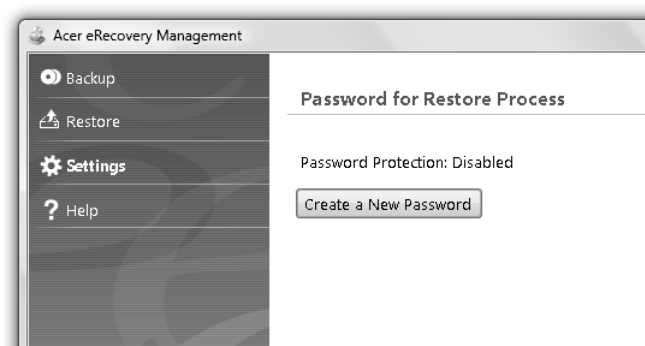 Acer eRecovery Management
Backup
Restore
Settings
? Help
Password for Restore Process
Password Protection: Disabled
Create a New Password